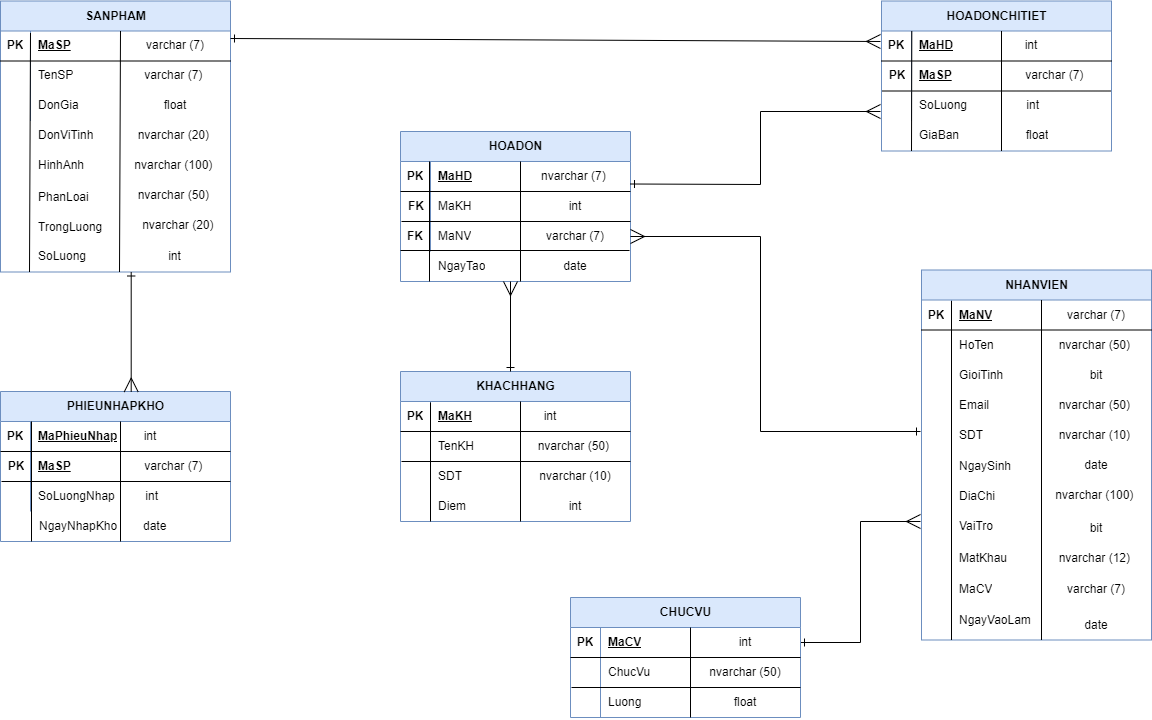 SANPHAM
PK MaSP varchar (7)
TenSP varchar (7)
DonGia float
DonViTinh nvarchar (20)
HinhAnh nvarchar (100)
PhanLoai nvarchar (50)
TrongLuong nvarchar (20)
SoLuong int
HOADONCHITIET
PK MaHD int
PK MaSP varchar (7)
SoLuong int
GiaBan float
HOADON
PK MaHD nvarchar (7)
FK MaKH int
FK MaNV varchar (7)
NgayTao date
NHANVIEN
PK MaNV varchar (7)
HoTen nvarchar (50)
GioiTinh bit
Email nvarchar (50)
SDT nvarchar (10)
NgaySinh date
DiaChi nvarchar (100)
VaiTro bit
MatKhau nvarchar (12)
MaCV varchar (7)
NgayVaoLam date
PHIEUNHAPKHO
PK MaPhieuNhap int
PK MaSP varchar (7)
SoLuongNhap int
NgayNhapKho date
KHACHHANG
PK MaKH int
TenKH nvarchar (50)
SDT nvarchar (10)
Diem int
CHUCVU
PK MaCV int
ChucVu nvarchar (50)
Luong float